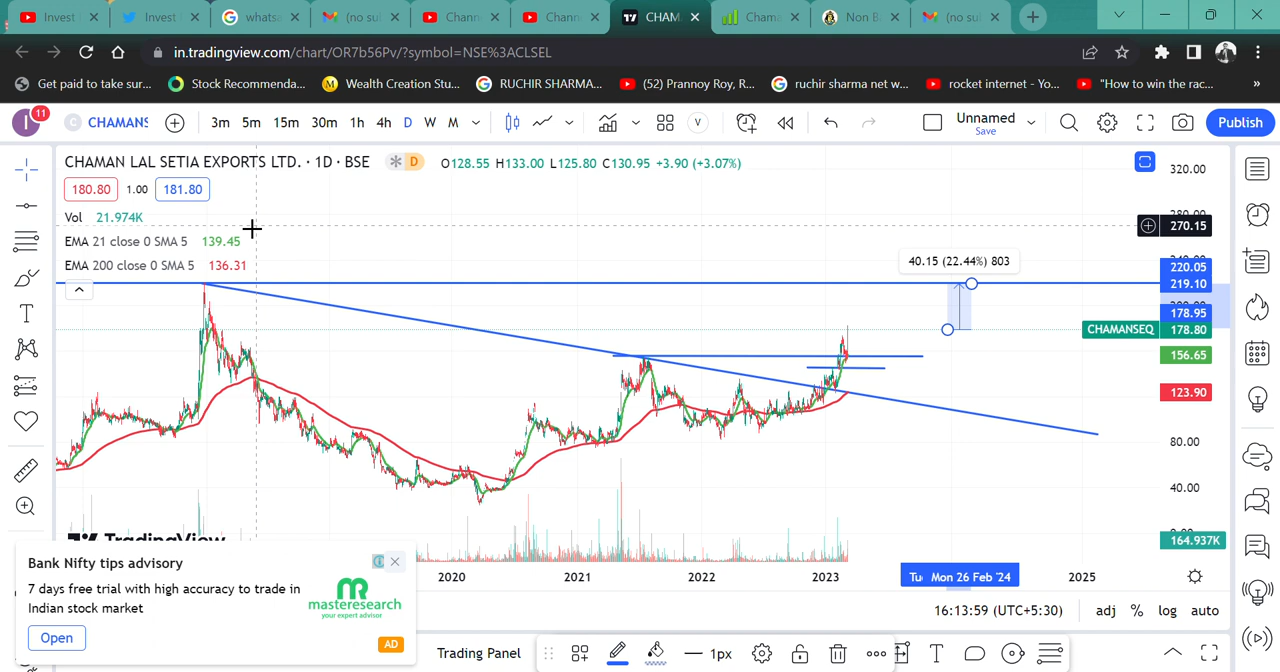 Invest
Invest
whatsa
(no su
Chann
Chann
CHAM
Chama
Non B
(no su
in.tradingview.com/chart/OR7b56Pv/?symbol=NSE%3ACLSEL
Get paid to take sur...
Stock Recommenda...
Wealth Creation Stu...
RUCHIR SHARMA...
(52) Prannoy Roy, R...
ruchir sharma net w...
rocket internet - Yo...
"How to win the rac...
»
I
11
C
CHAMANS
3m 5m 15m 30m 1h 4h D W M
V
Unnamed
Save
Publish
CHAMAN LAL SETIA EXPORTS LTD. · 1D · BSE
D
O128.55 H133.00 L125.80 C130.95 +3.90 (+3.07%)
180.80 1.00 181.80
Vol 21.974K
EMA 21 close 0 SMA 5 139.45
EMA 200 close 0 SMA 5 136.31
320.00
270.15
40.15 (22.44%) 803
220.05
219.10
178.95
CHAMANSEQ 178.80
156.65
123.90
80.00
40.00
164.937K
TradingView
2020 2021 2022 2023 Tu Mon 26 Feb '24 2025
16:13:59 (UTC+5:30) adj % log auto
Bank Nifty tips advisory
7 days free trial with high accuracy to trade in
Indian stock market
masteresearch
your expert advisor
Open
AD
Trading Panel
1px